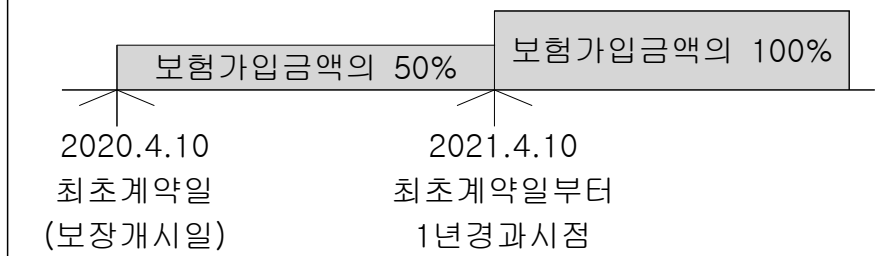 보험가입금액의 50%
보험가입금액의 100%
2020.4.10
최초계약일
(보장개시일)
2021.4.10
최초계약일부터
1년경과시점